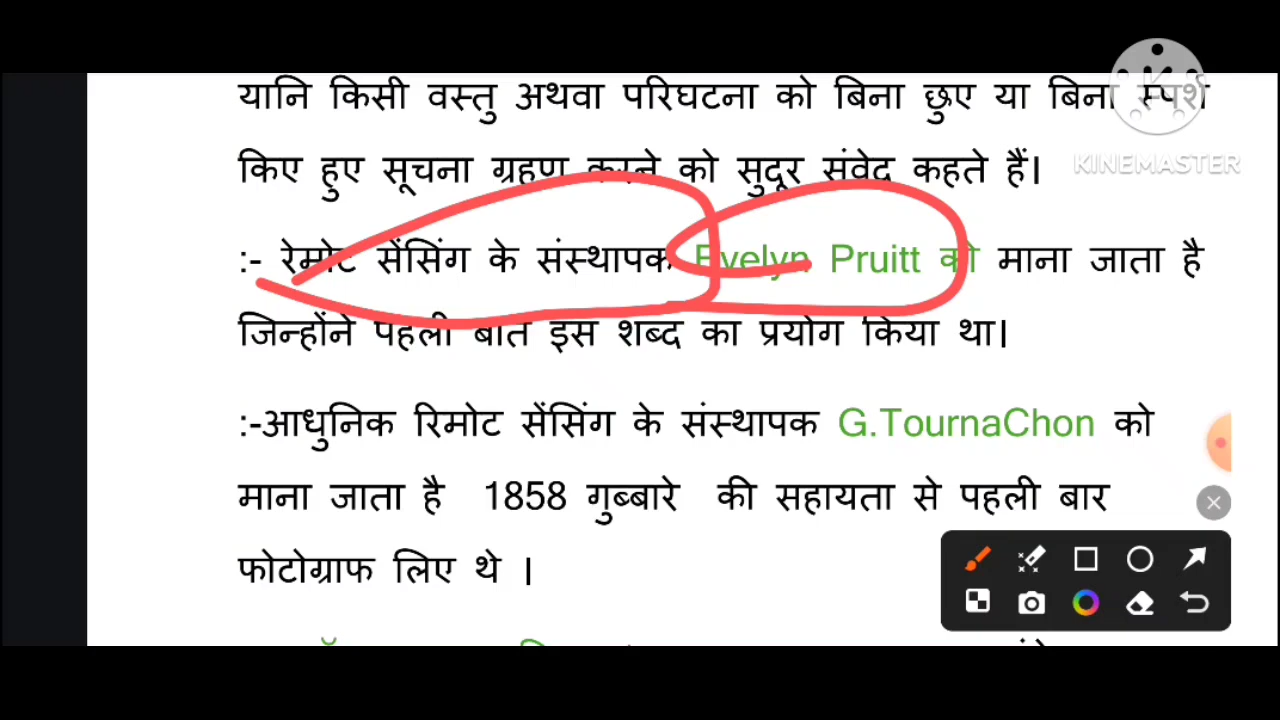 यानि किसी वस्तु अथवा परिघटना को बिना छुए या बिना स्पर्श
KINEMASTER
किए हुए सूचना ग्रहण करने को सुदूर संवेद कहते हैं।
:- रेमोट सेंसिंग के संस्थापक Evelyn Pruitt को माना जाता है
जिन्होंने पहली बात इस शब्द का प्रयोग किया था।
:-आधुनिक रिमोट सेंसिंग के संस्थापक G.TournaChon को
माना जाता है 1858 गुब्बारे की सहायता से पहली बार
फोटोग्राफ लिए थे ।